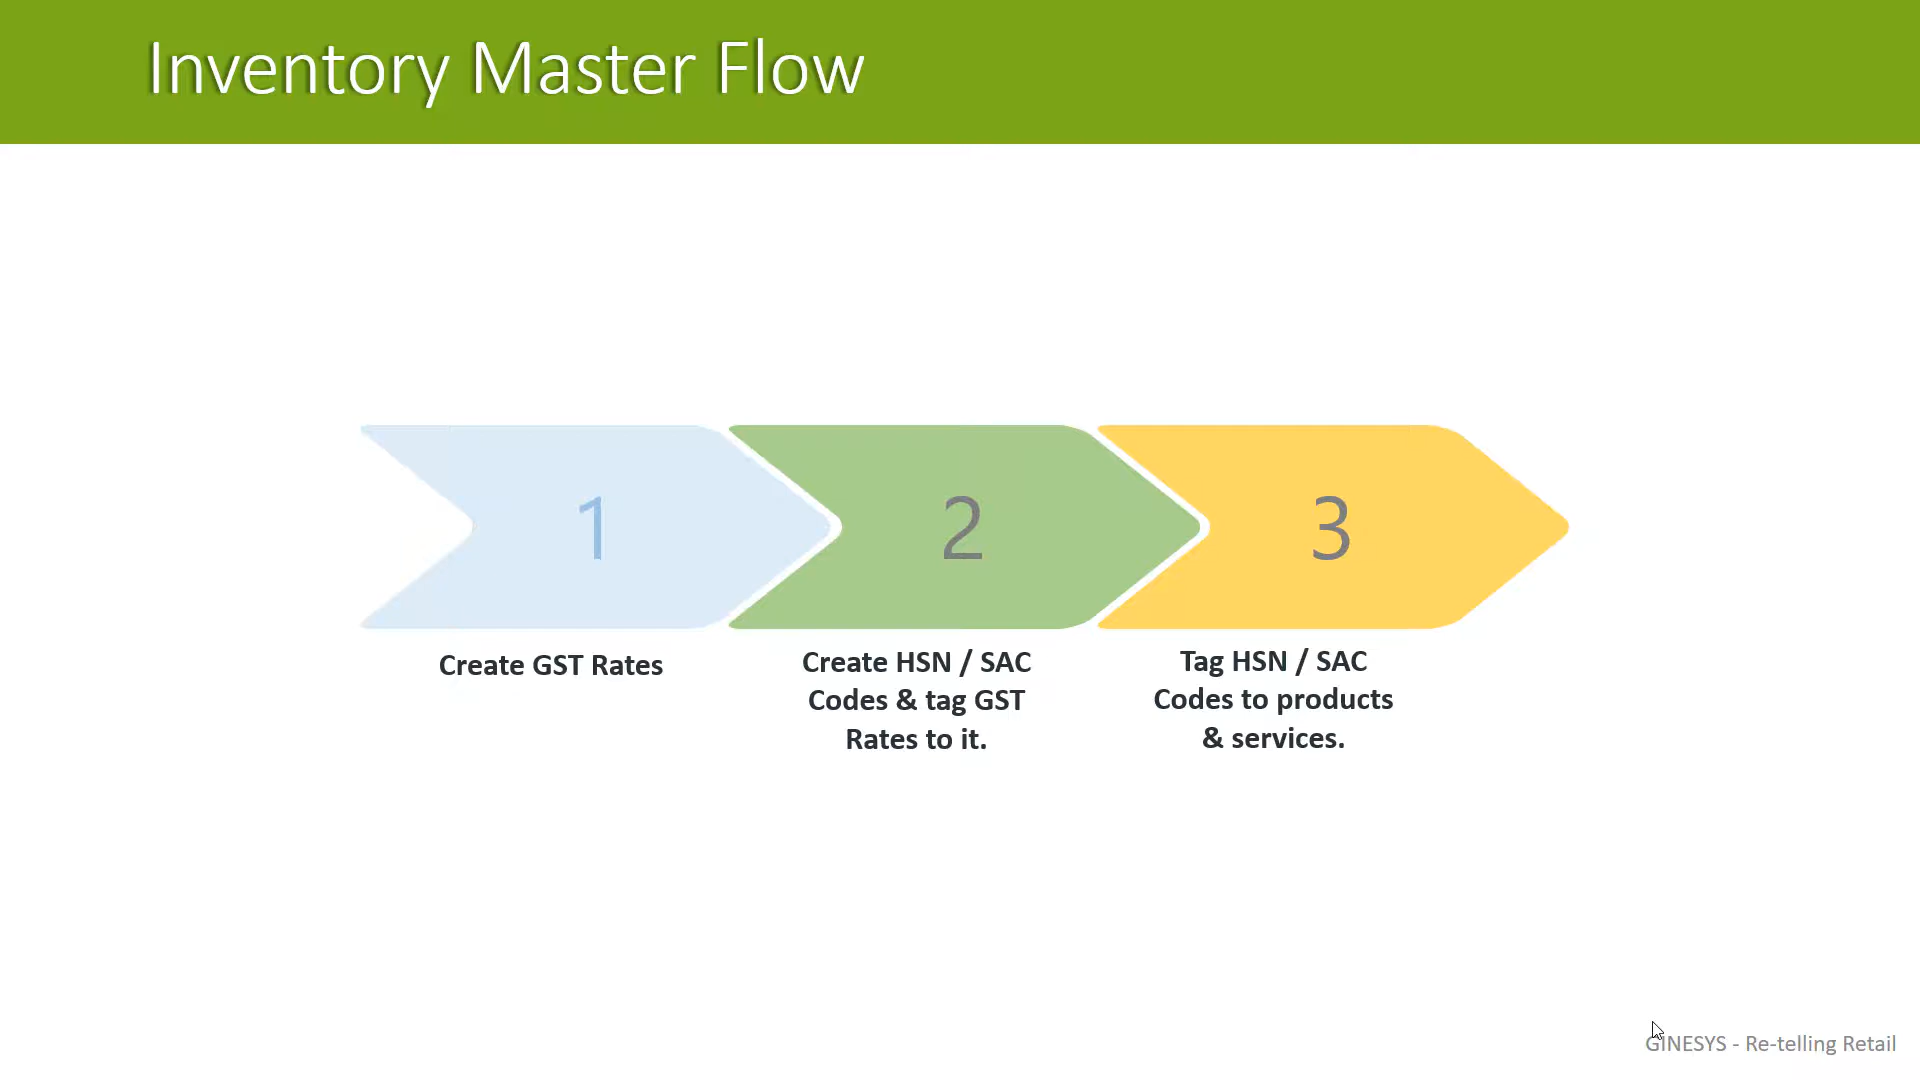 Inventory Master Flow
1
2
3
Create GST Rates
Create HSN / SAC
Codes & tag GST
Rates to it.
Tag HSN / SAC
Codes to products
& services.
GINESYS - Re-telling Retail